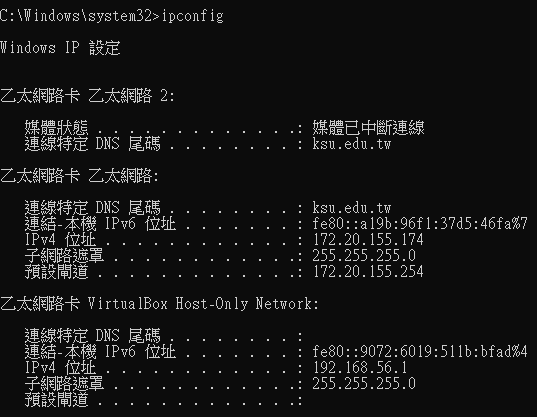 C:\Windows\system32>ipconfig
Windows IP 設定
乙太網路卡 乙太網路 2:
媒體狀態 . . . . . . . . . . . . .: 媒體已中斷連線
連線特定 DNS 尾碼 . . . . . . . . : ksu.edu.tw
乙太網路卡 乙太網路:
連線特定 DNS 尾碼 . . . . . . . . : ksu.edu.tw
連結-本機 IPv6 位址 . . . . . . . : fe80::a19b:96f1:37d5:46fa%7
IPv4 位址 . . . . . . . . . . . . : 172.20.155.174
子網路遮罩 . . . . . . . . . . . .: 255.255.255.0
預設閘道 . . . . . . . . . . . . .: 172.20.155.254
乙太網路卡 VirtualBox Host-Only Network:
連線特定 DNS 尾碼 . . . . . . . . :
連結-本機 IPv6 位址 . . . . . . . : fe80::9072:6019:511b:bfad%4
IPv4 位址 . . . . . . . . . . . . : 192.168.56.1
子網路遮罩 . . . . . . . . . . . .: 255.255.255.0
預設閘道 . . . . . . . . . . . . .: